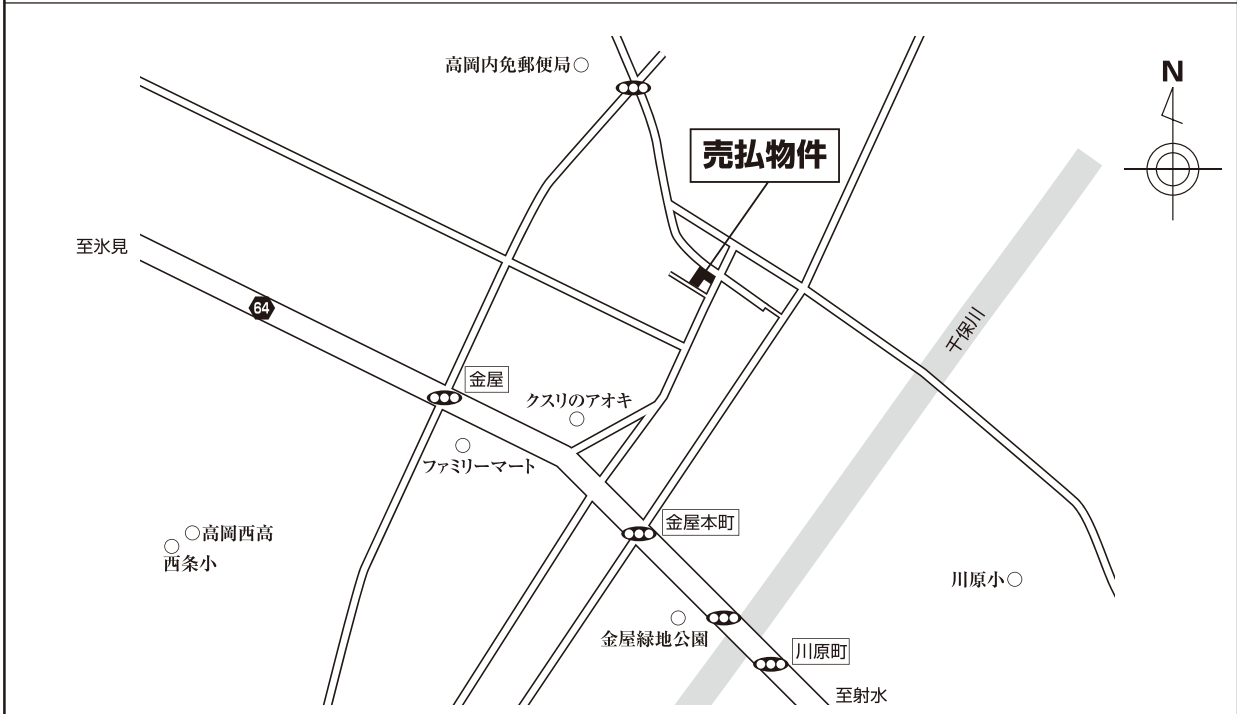 高岡内免郵便局
N
売払物件
至氷見
64
千保川
金屋
クスリのアオキ
ファミリーマート
金屋本町
高岡西高
西条小
川原小
金屋緑地公園
川原町
至射水